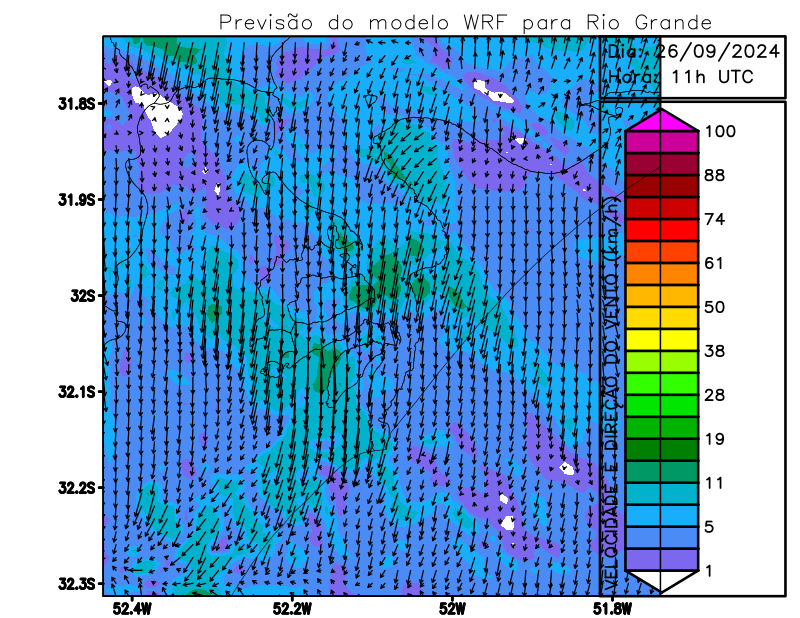 Previsão do modelo WRF para Rio Grande
Dia: 26/09/2024
Hora: 11h UTC
31.8S
31.9S
32S
32.1S
32.2S
32.3S
52.4W
52.2W
52W
51.8W
VELOCIDADE E DIREÇÃO DO VENTO (km/h)
100
88
74
61
50
38
28
19
11
5
1